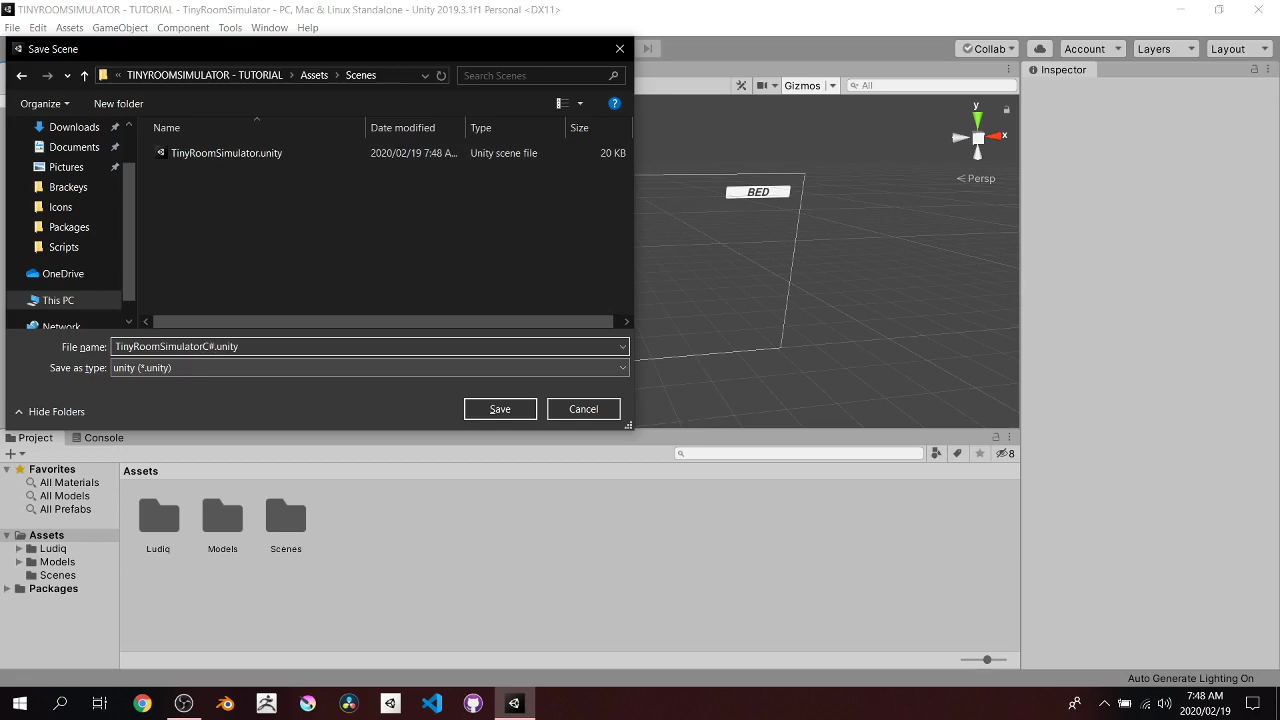 TINYROOMSIMULATOR - TUTORIAL - TinyRoomSimulator - PC, Mac & Linux Standalone - Unity 2019.3.1f1 Personal <DX11>
File Edit Assets GameObject Component Tools Window Help
Save Scene
Collab Account Layers Layout
« TINYROOMSIMULATOR - TUTORIAL > Assets > Scenes
Search Scenes
Inspector
Gizmos All
Organize New folder
Name Date modified Type Size
TinyRoomSimulator.unity 2020/02/19 7:48 A... Unity scene file 20 KB
Downloads
Documents
Pictures
Brackeys
Icons
Packages
Scripts
OneDrive
This PC
Network
y
x
Persp
BED
File name: TinyRoomSimulatorC#.unity
Save as type: unity (*.unity)
Hide Folders
Save Cancel
Project Console
8
Favorites
All Materials
All Models
All Prefabs
Assets
Ludiq
Models
Scenes
Packages
Assets
Ludiq Models Scenes
Auto Generate Lighting On
7:48 AM
2020/02/19